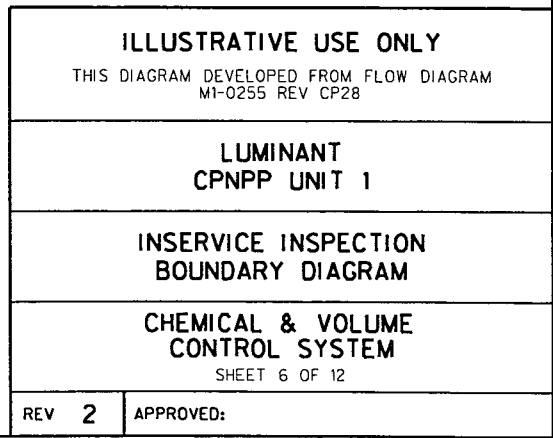 ILLUSTRATIVE USE ONLY
THIS DIAGRAM DEVELOPED FROM FLOW DIAGRAM
M1-0255 REV CP28
LUMINANT
CPNPP UNIT 1
INSERVICE INSPECTION
BOUNDARY DIAGRAM
CHEMICAL & VOLUME
CONTROL SYSTEM
SHEET 6 OF 12
REV 2 APPROVED: